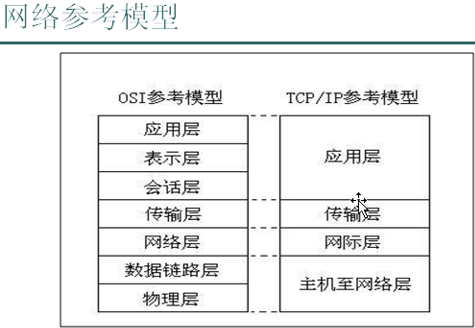 网络参考模型
OSI参考模型
TCP/IP参考模型
应用层
表示层
会话层
传输层
网络层
数据链路层
物理层
应用层
传输层
网际层
主机至网络层